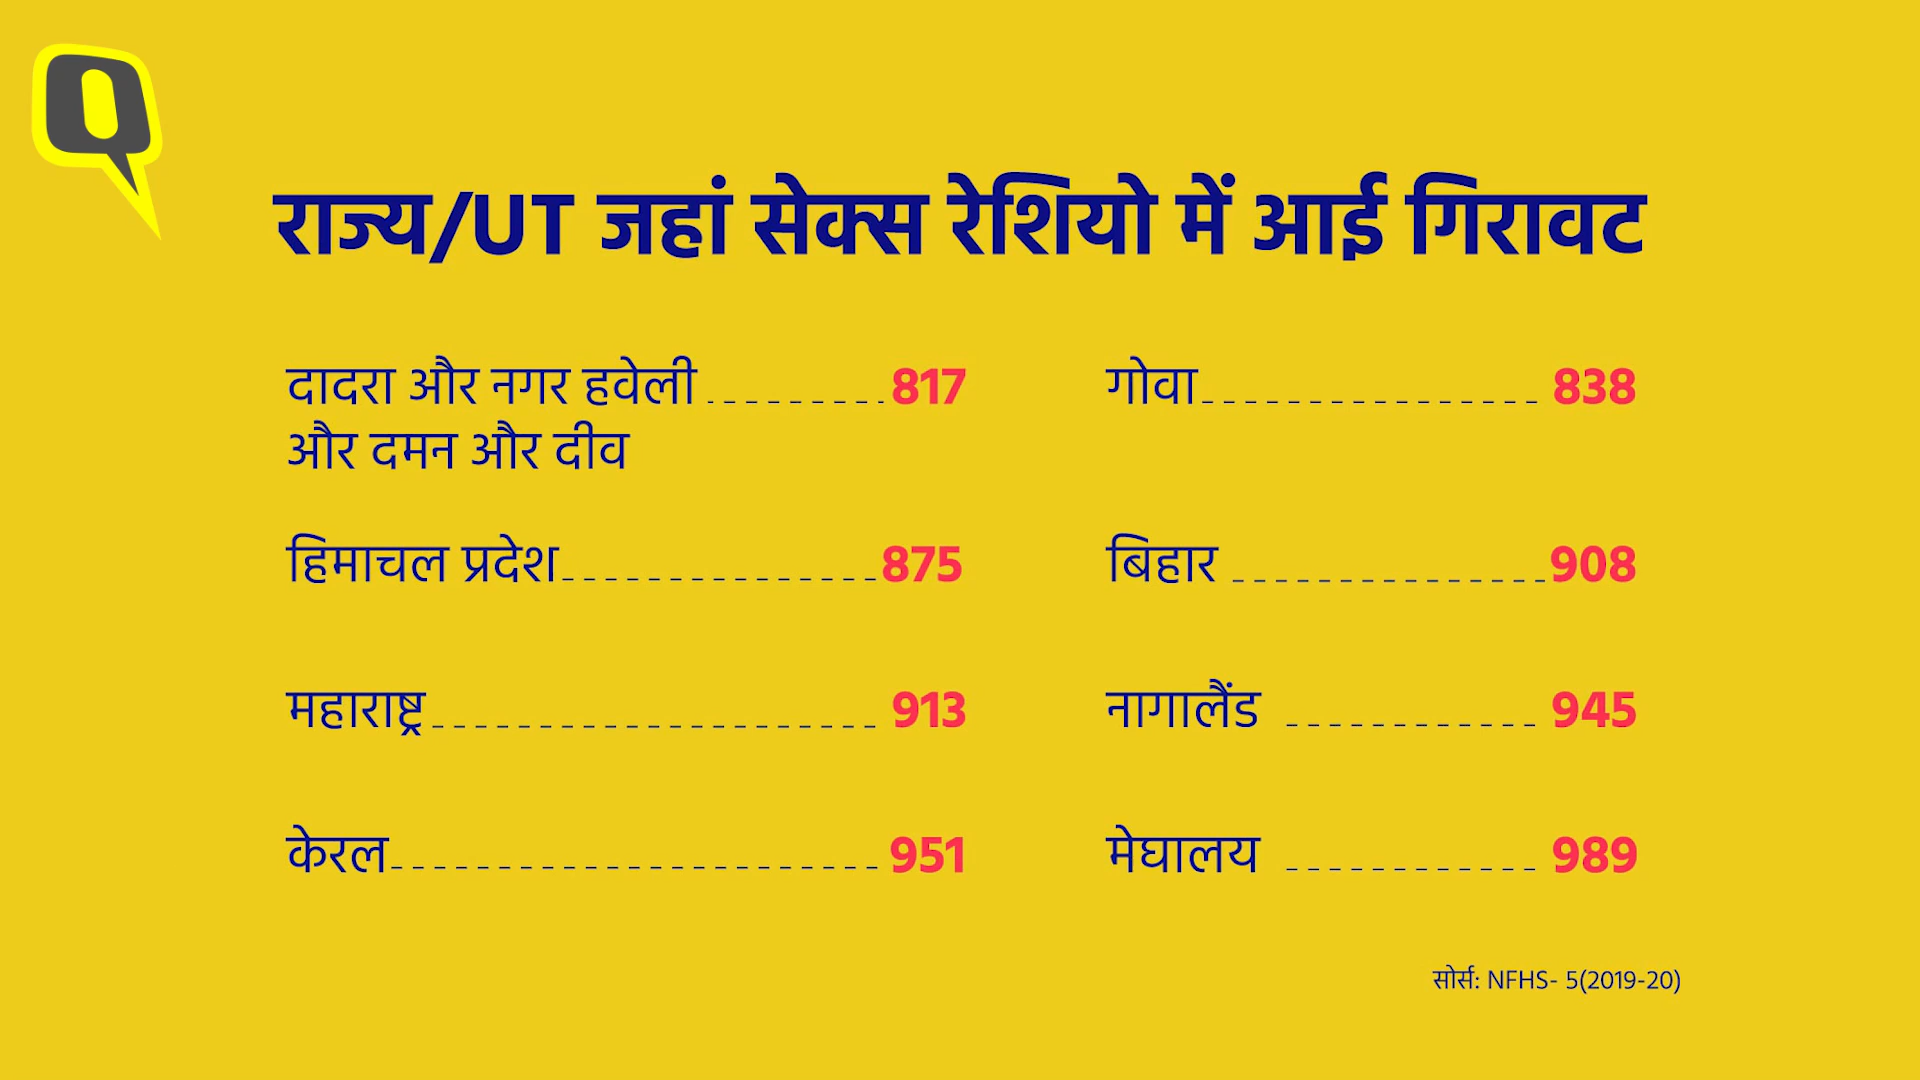 राज्य/UT जहां सेक्स रेशियो में आई गिरावट
दादरा और नगर हवेली 817
और दमन और दीव
गोवा 838
हिमाचल प्रदेश 875
बिहार 908
महाराष्ट्र 913
नागालैंड 945
केरल 951
मेघालय 989
सोर्स: NFHS- 5(2019-20)